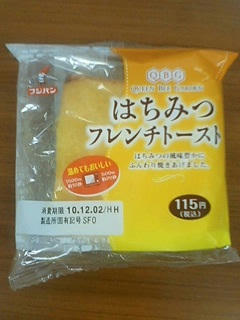 フジパン
QBG
QUEEN BEE GARDEN
はちみつ
フレンチトースト
はちみつの風味豊かに
ふんわり焼きあげました。
温めてもおいしい
115円
(税込)
消費期限 10.12.02/HH
製造所固有記号 SFO